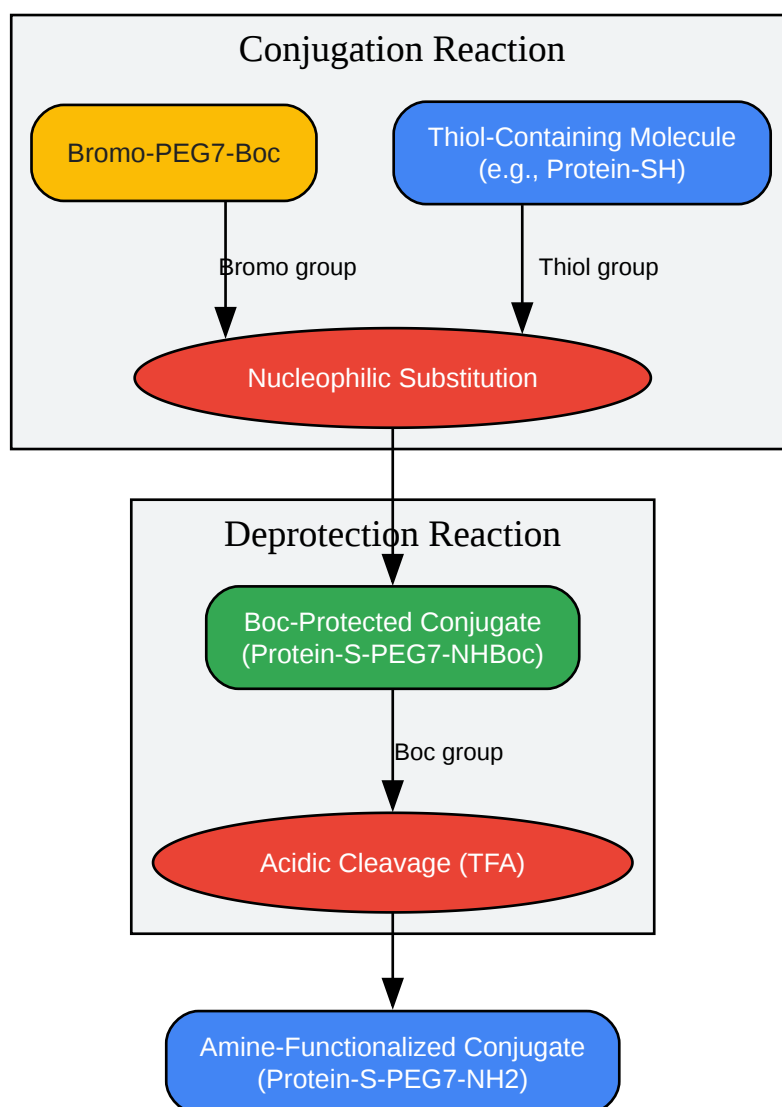 Conjugation Reaction
Bromo-PEG7-Boc
Thiol-Containing Molecule
(e.g., Protein-SH)
Bromo group
Thiol group
Nucleophilic Substitution
Deprotection Reaction
Boc-Protected Conjugate
(Protein-S-PEG7-NHBoc)
Boc group
Acidic Cleavage (TFA)
Amine-Functionalized Conjugate
(Protein-S-PEG7-NH2)